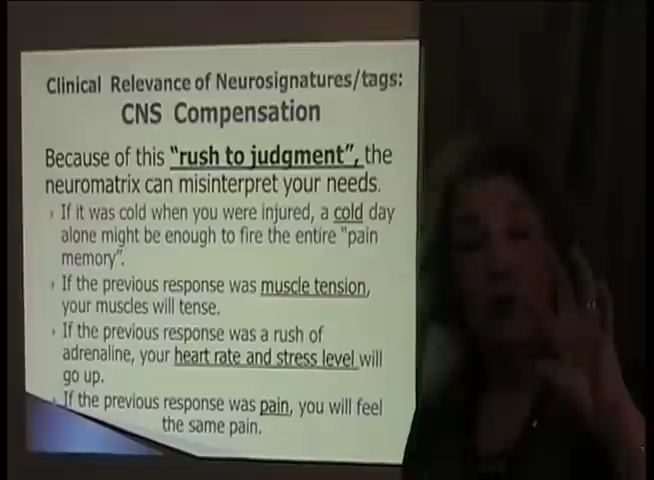 Clinical Relevance of Neurosignatures/tags:
CNS Compensation
Because of this "rush to judgment", the
neuromatrix can misinterpret your needs.
If it was cold when you were injured, a cold day
alone might be enough to fire the entire "pain
memory".
If the previous response was muscle tension,
your muscles will tense.
If the previous response was a rush of
adrenaline, your heart rate and stress level will
go up.
If the previous response was pain, you will feel
the same pain.